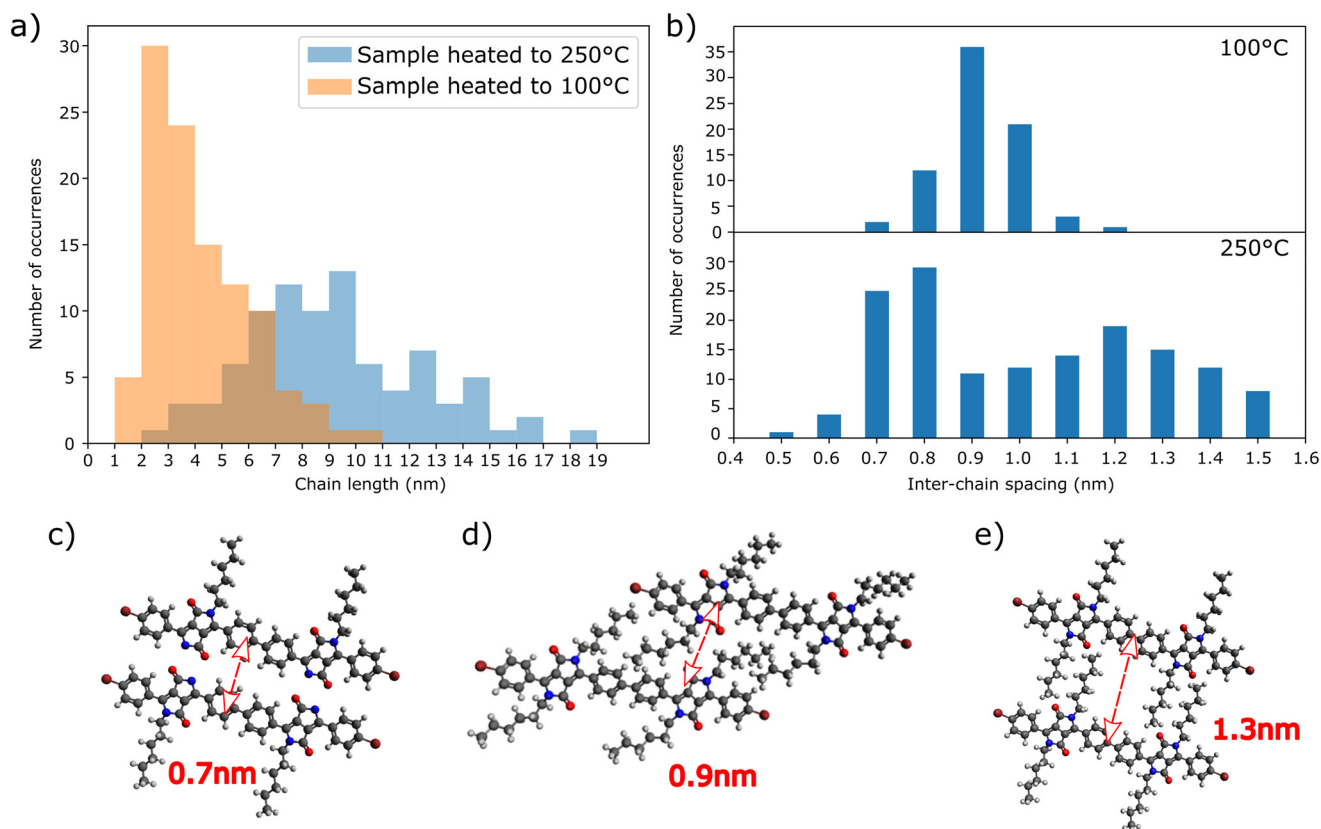 a)
Sample heated to 250°C
Sample heated to 100°C
30
25
20
15
10
5
0
Number of occurrences
0 1 2 3 4 5 6 7 8 9 10 11 12 13 14 15 16 17 18 19
Chain length (nm)
b)
100°C
35
30
25
20
15
10
5
0
250°C
30
25
20
15
10
5
0
Number of occurrences
Number of occurrences
0.4 0.5 0.6 0.7 0.8 0.9 1.0 1.1 1.2 1.3 1.4 1.5 1.6
Inter-chain spacing (nm)
c)
0.7nm
d)
0.9nm
e)
1.3nm